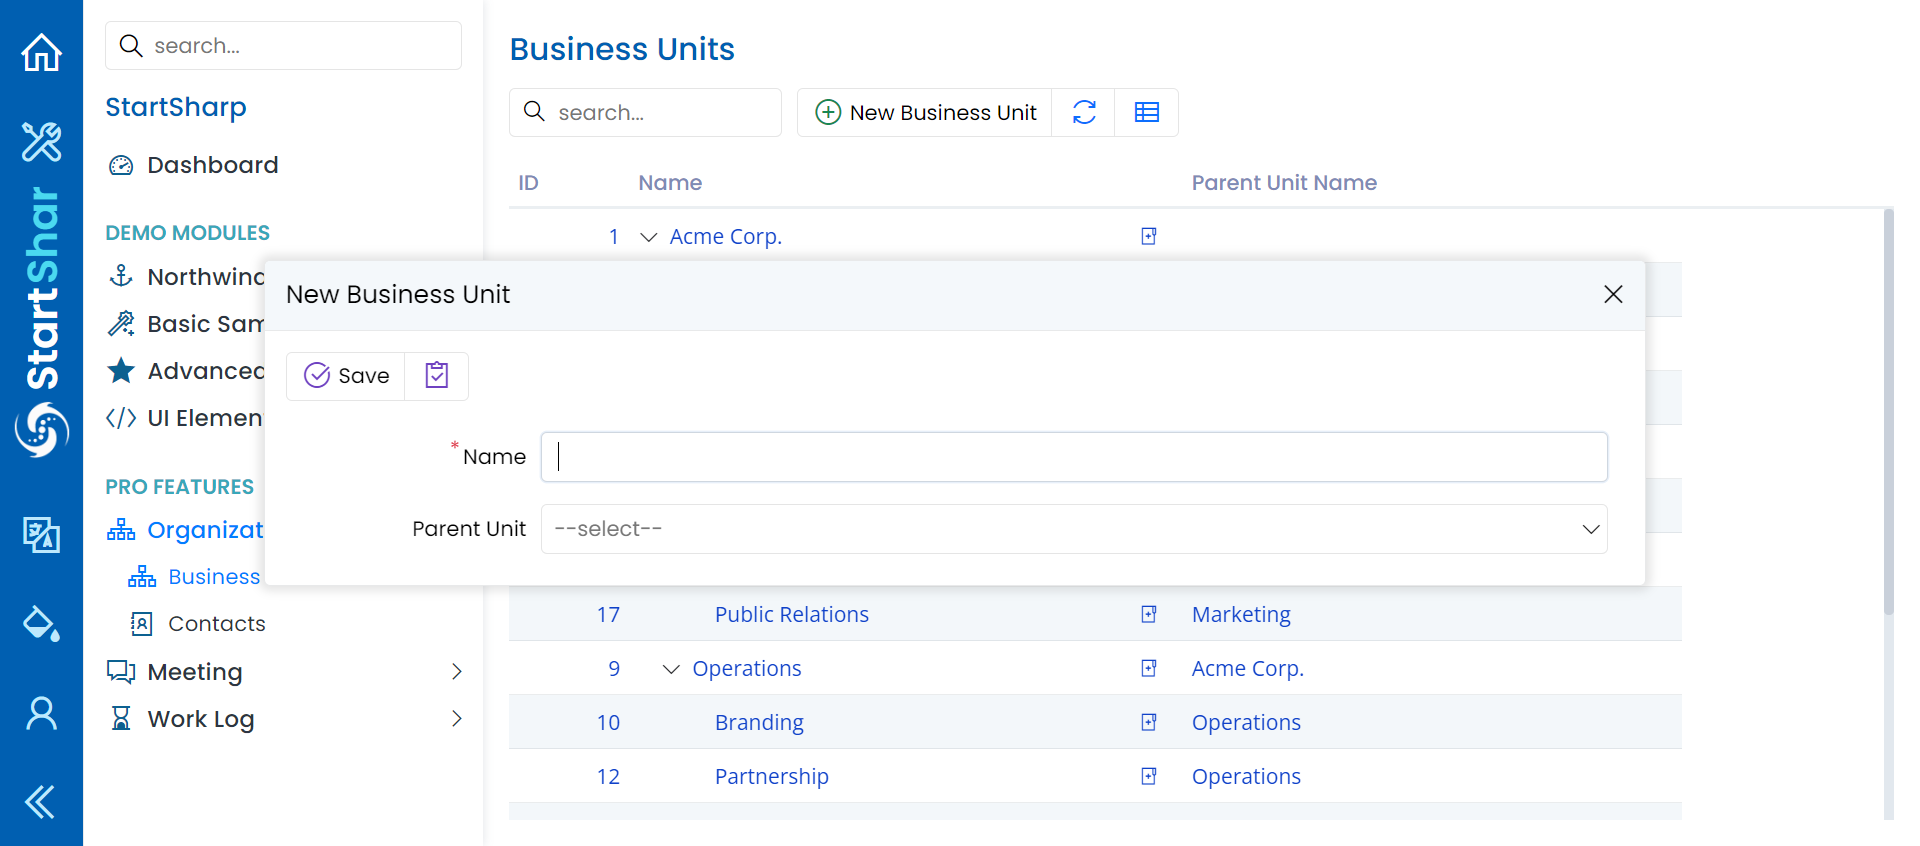 search...
StartSharp
Dashboard
DEMO MODULES
Northwind
Basic Sam
Advanced
UI Elemen
PRO FEATURES
Organizat
Business
Contacts
Meeting
Work Log
StartShar
Business Units
search...
New Business Unit
ID Name Parent Unit Name
1 Acme Corp.
New Business Unit
Save
* Name
Parent Unit --select--
17 Public Relations Marketing
9 Operations Acme Corp.
10 Branding Operations
12 Partnership Operations